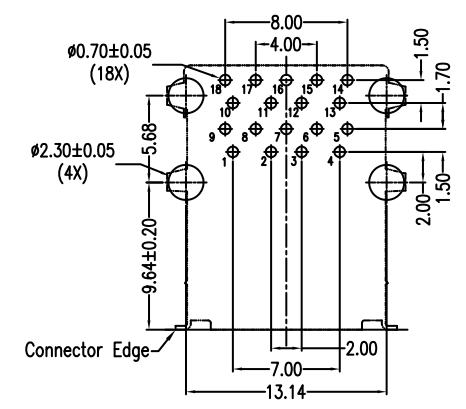 8.00
4.00
1.50
1.70
ø0.70±0.05
(18X)
18 17 16 15 14
10 11 12 13
9 8 7 6 5
1 2 3 4
5.68
ø2.30±0.05
(4X)
9.64±0.20
2.00
1.50
Connector Edge
2.00
7.00
13.14